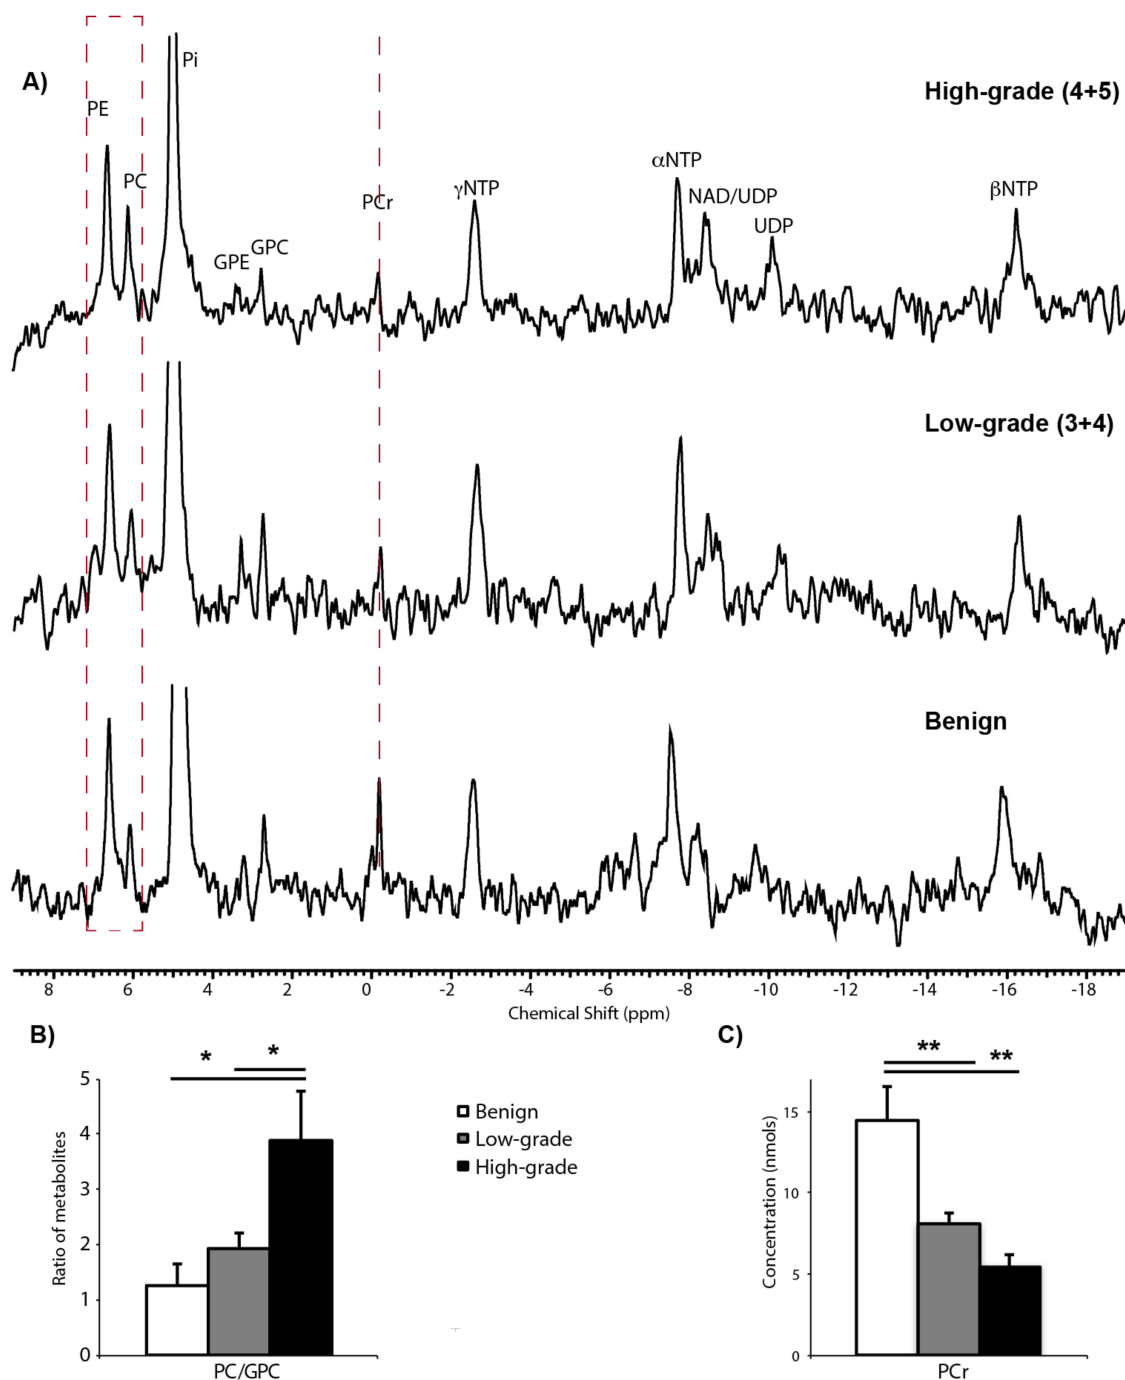 A)
High-grade (4+5)
Pi
PE
PC
GPE
GPC
PCr
γNTP
αNTP
NAD/UDP
UDP
βNTP
Low-grade (3+4)
Benign
8 6 4 2 0 -2 -4 -6 -8 -10 -12 -14 -16 -18
Chemical Shift (ppm)
B)
* *
5
4
3
2
1
0
Ratio of metabolites
PC/GPC
Benign
Low-grade
High-grade
C)
** **
15
10
5
0
Concentration (nmols)
PCr